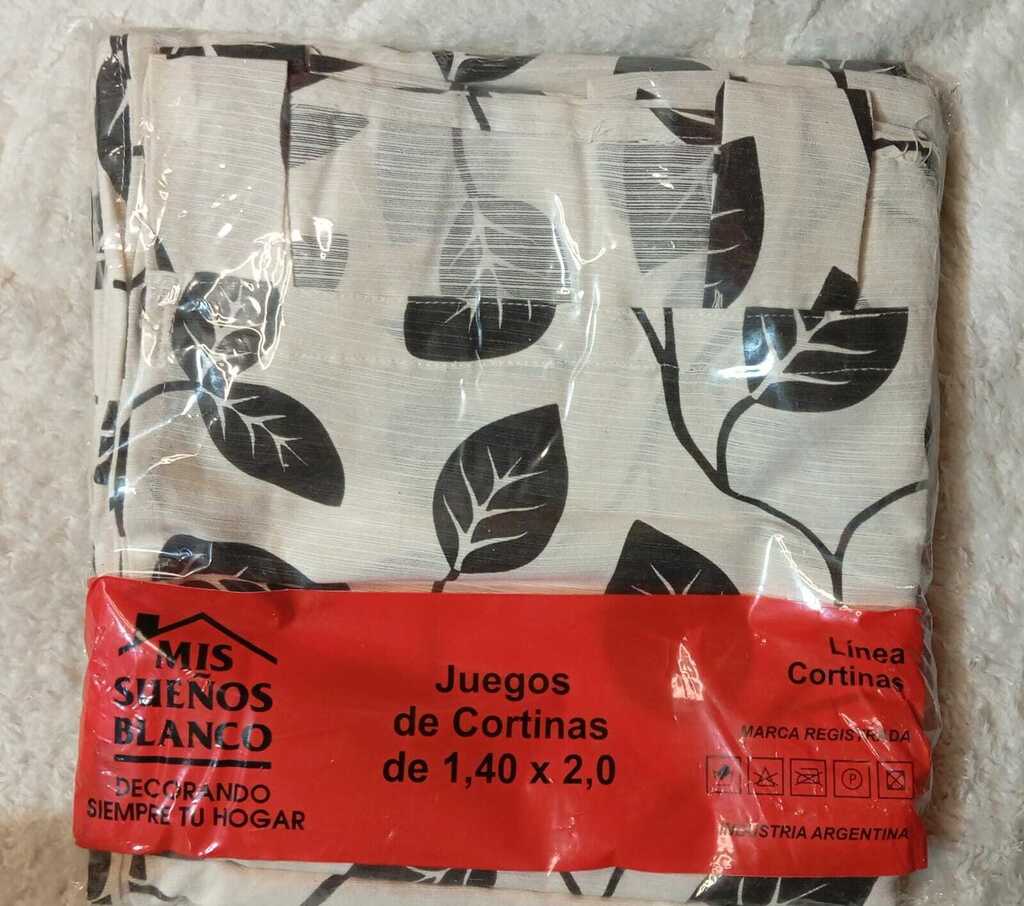 MIS
SUEÑOS
BLANCO
DECORANDO
SIEMPRE TU HOGAR
Juegos
de Cortinas
de 1,40 x 2,0
Línea
Cortinas
MARCA REGISTRADA
P
INDUSTRIA ARGENTINA